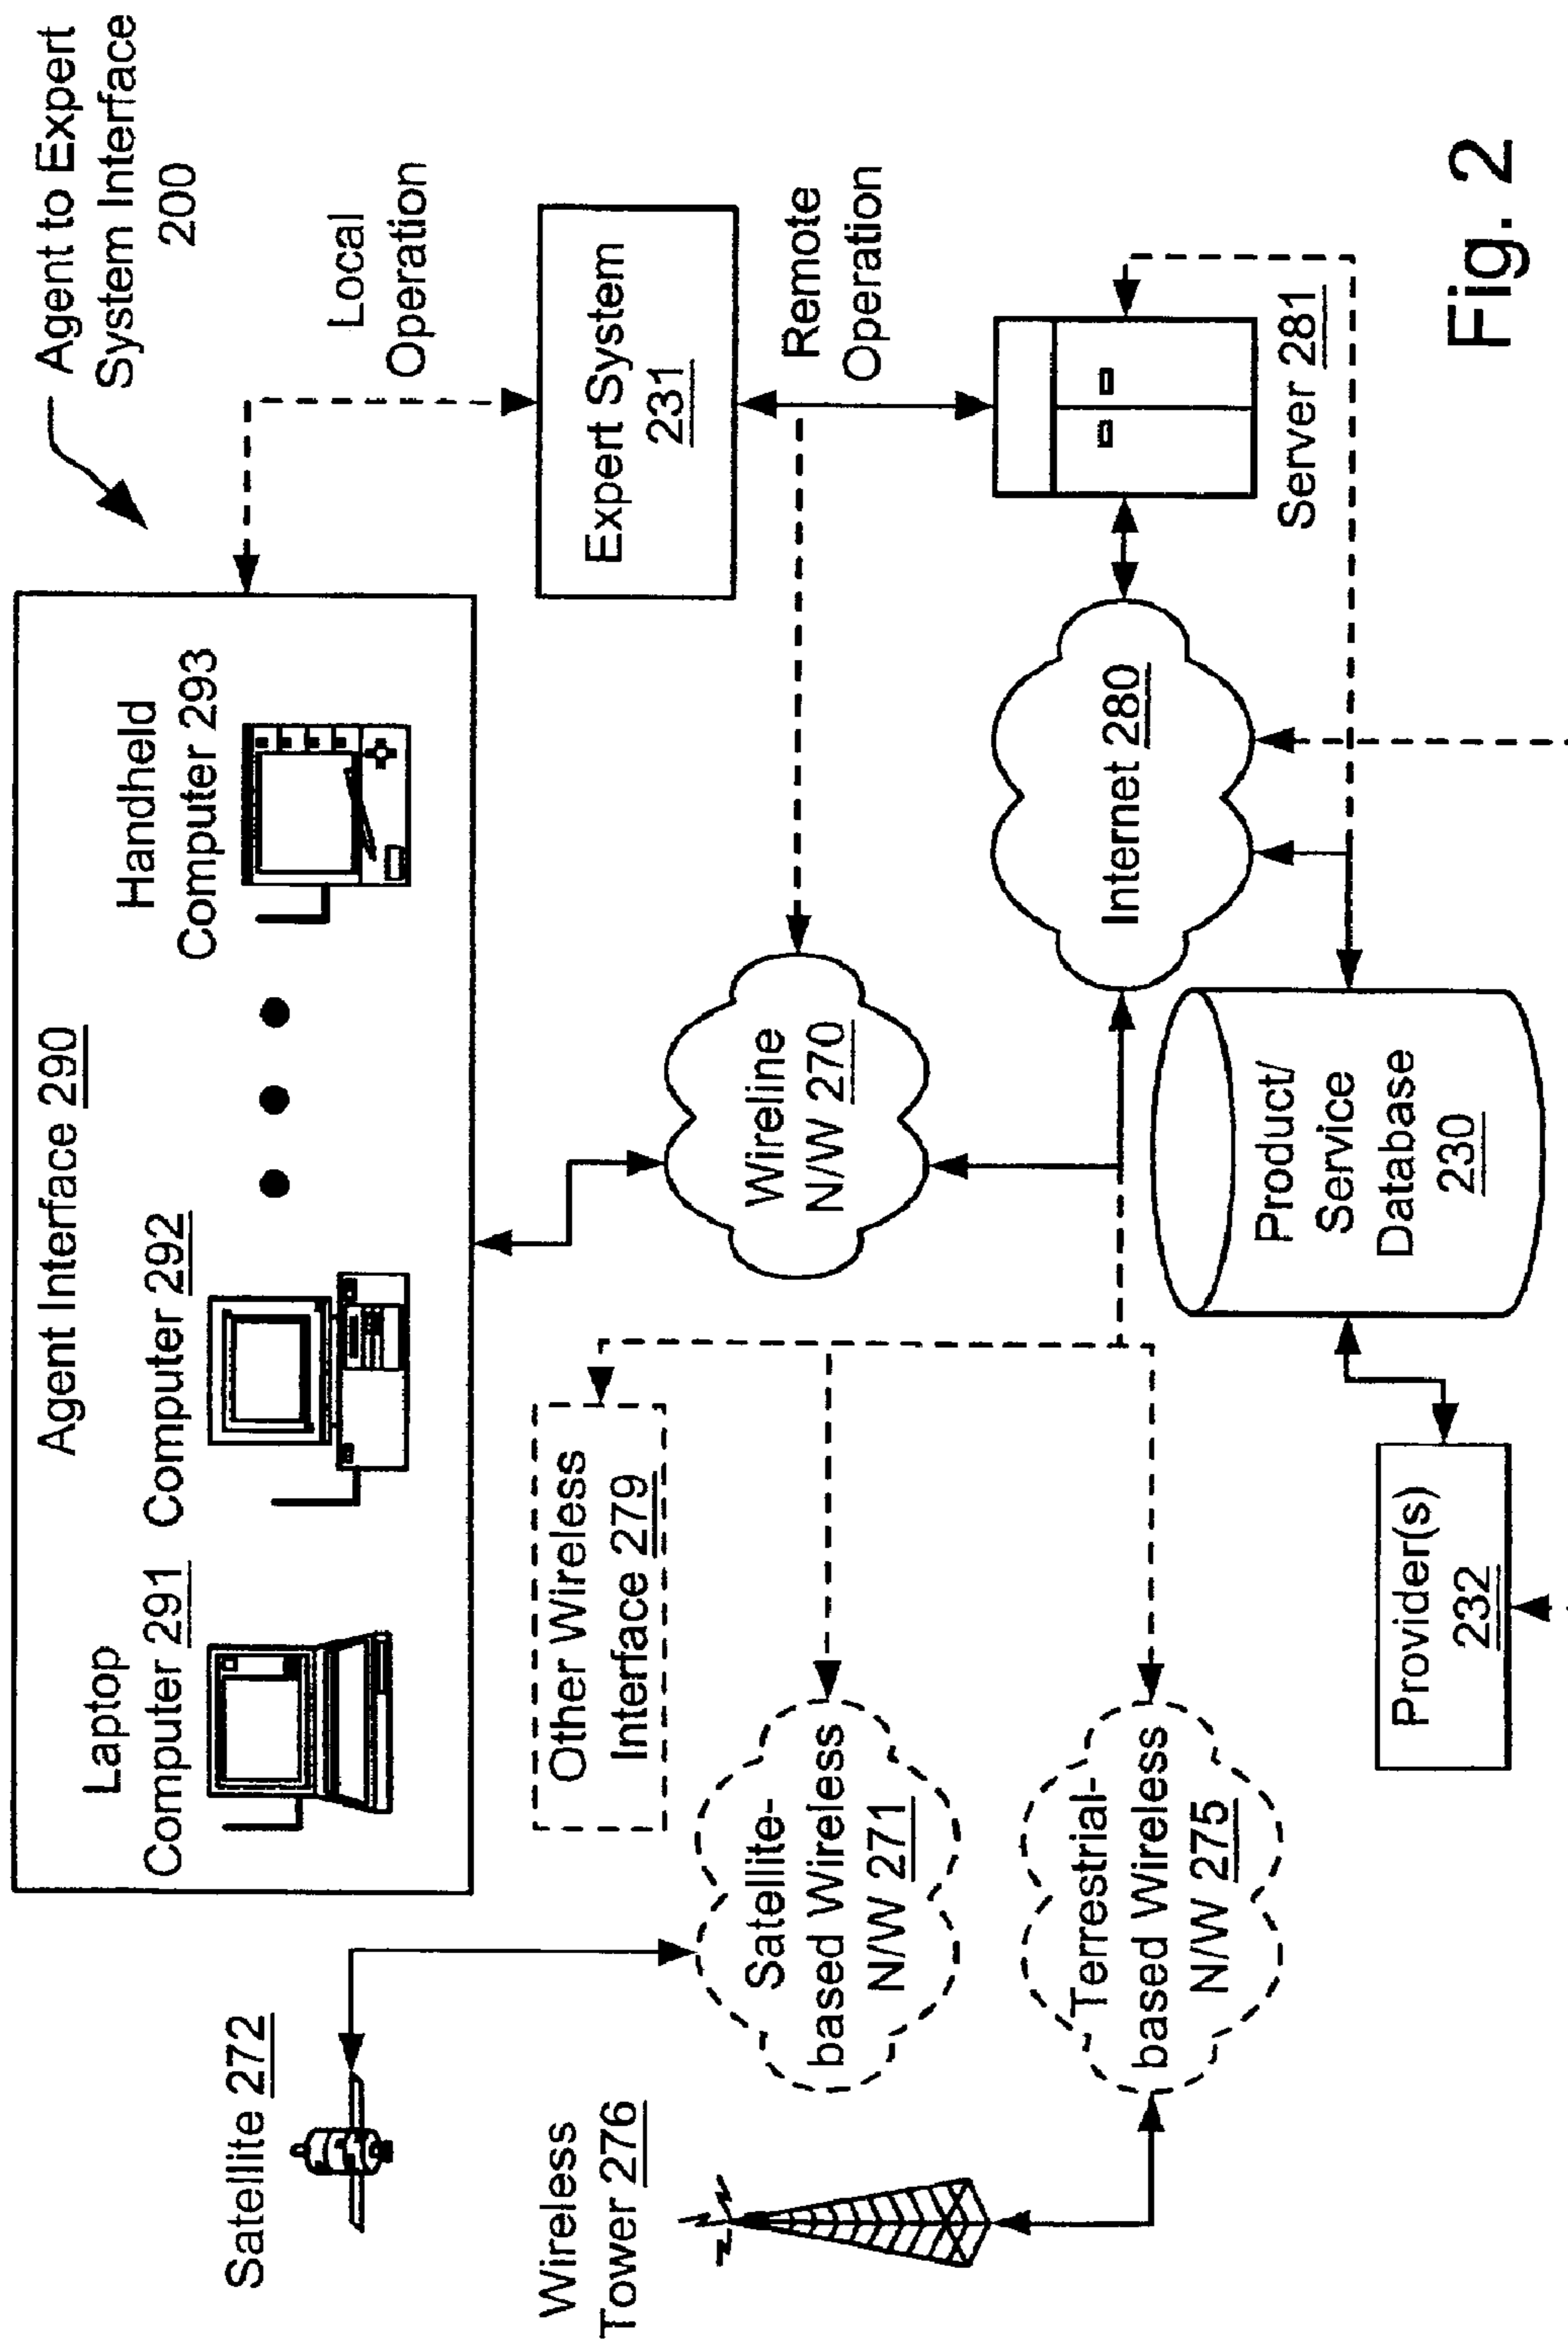 Agent to Expert
System Interface
200
Agent Interface 290
Laptop
Computer 291
Computer 292
Handheld
Computer 293
Local
Operation
Satellite 272
Wireless
Tower 276
Other Wireless
Interface 279
Satellite-
based Wireless
N/W 271
Terrestrial-
based Wireless
N/W 275
Wireline
N/W 270
Expert System
231
Remote
Operation
Internet 280
Server 281
Product/
Service
Database
230
Provider(s)
232
Fig. 2